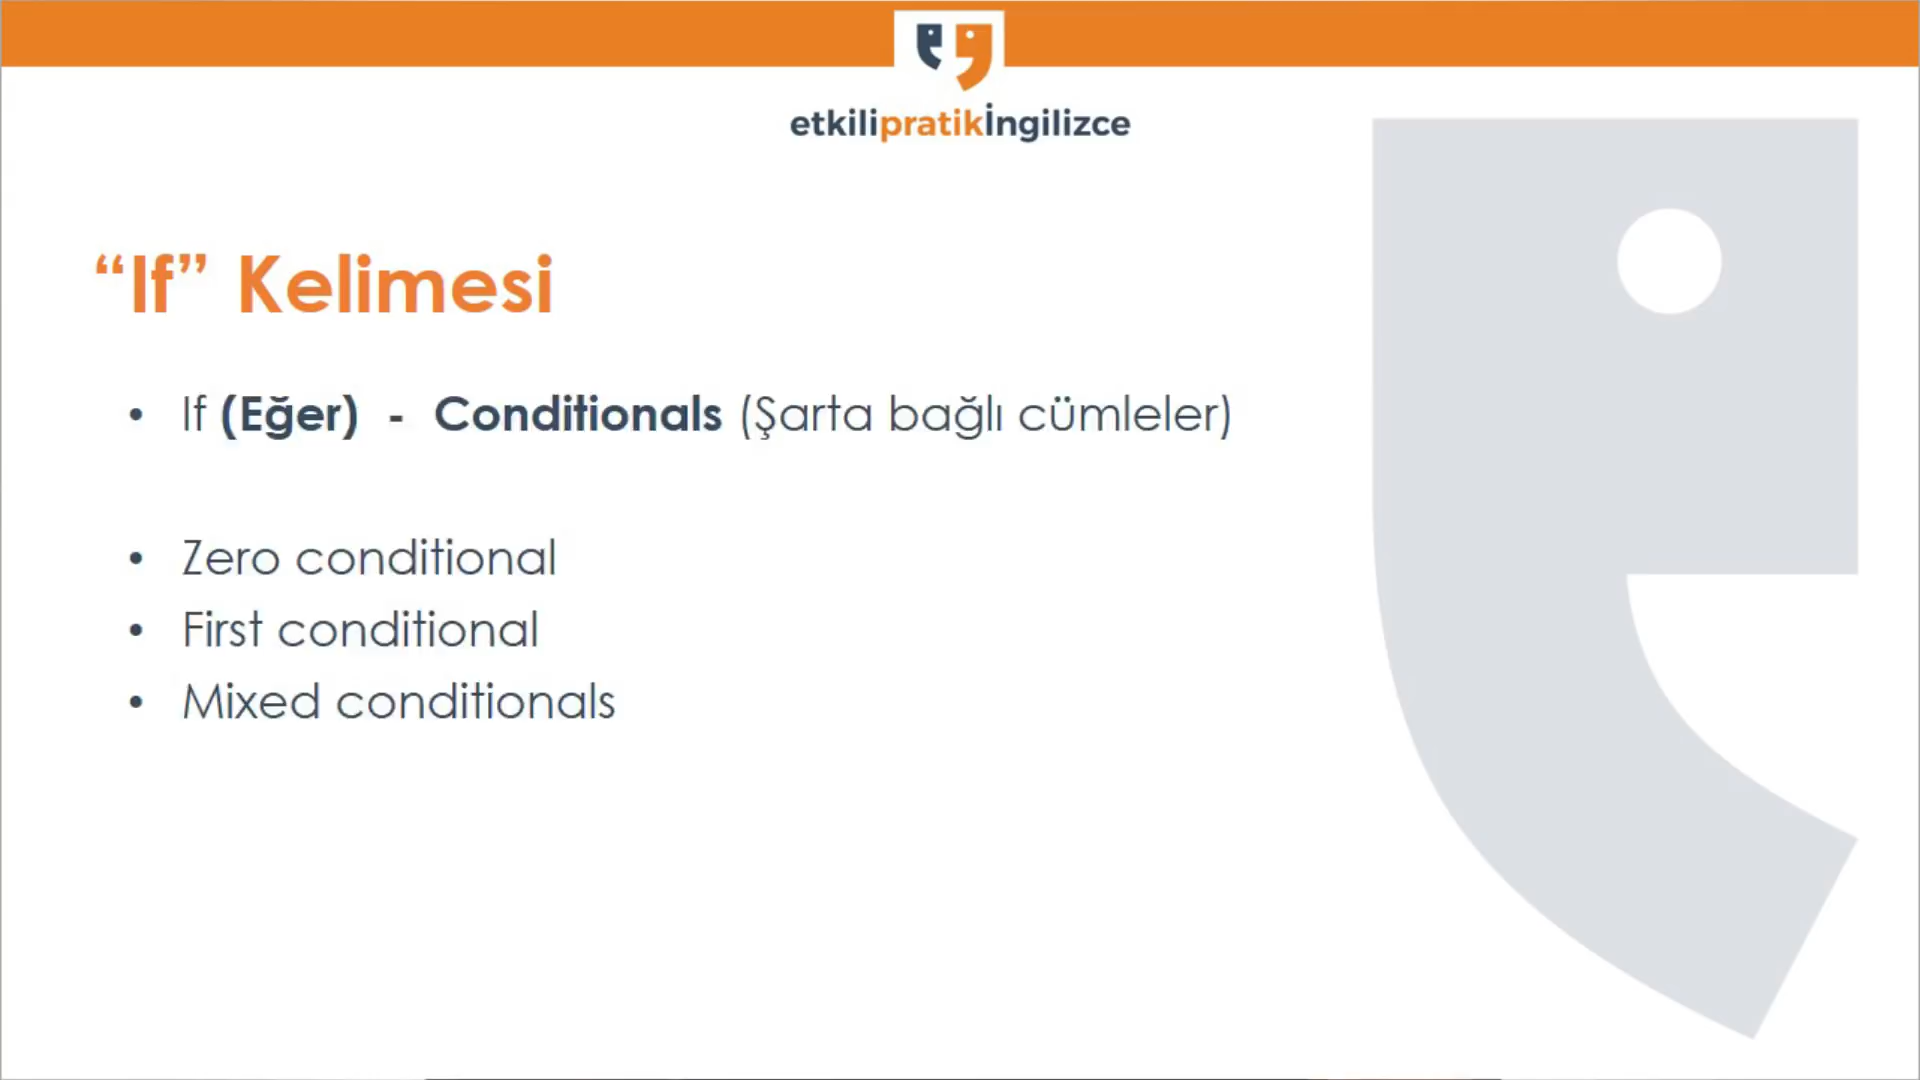 etkilipratikİngilizce
“If” Kelimesi
• If (Eğer) - Conditionals (Şarta bağlı cümleler)
• Zero conditional
• First conditional
• Mixed conditionals